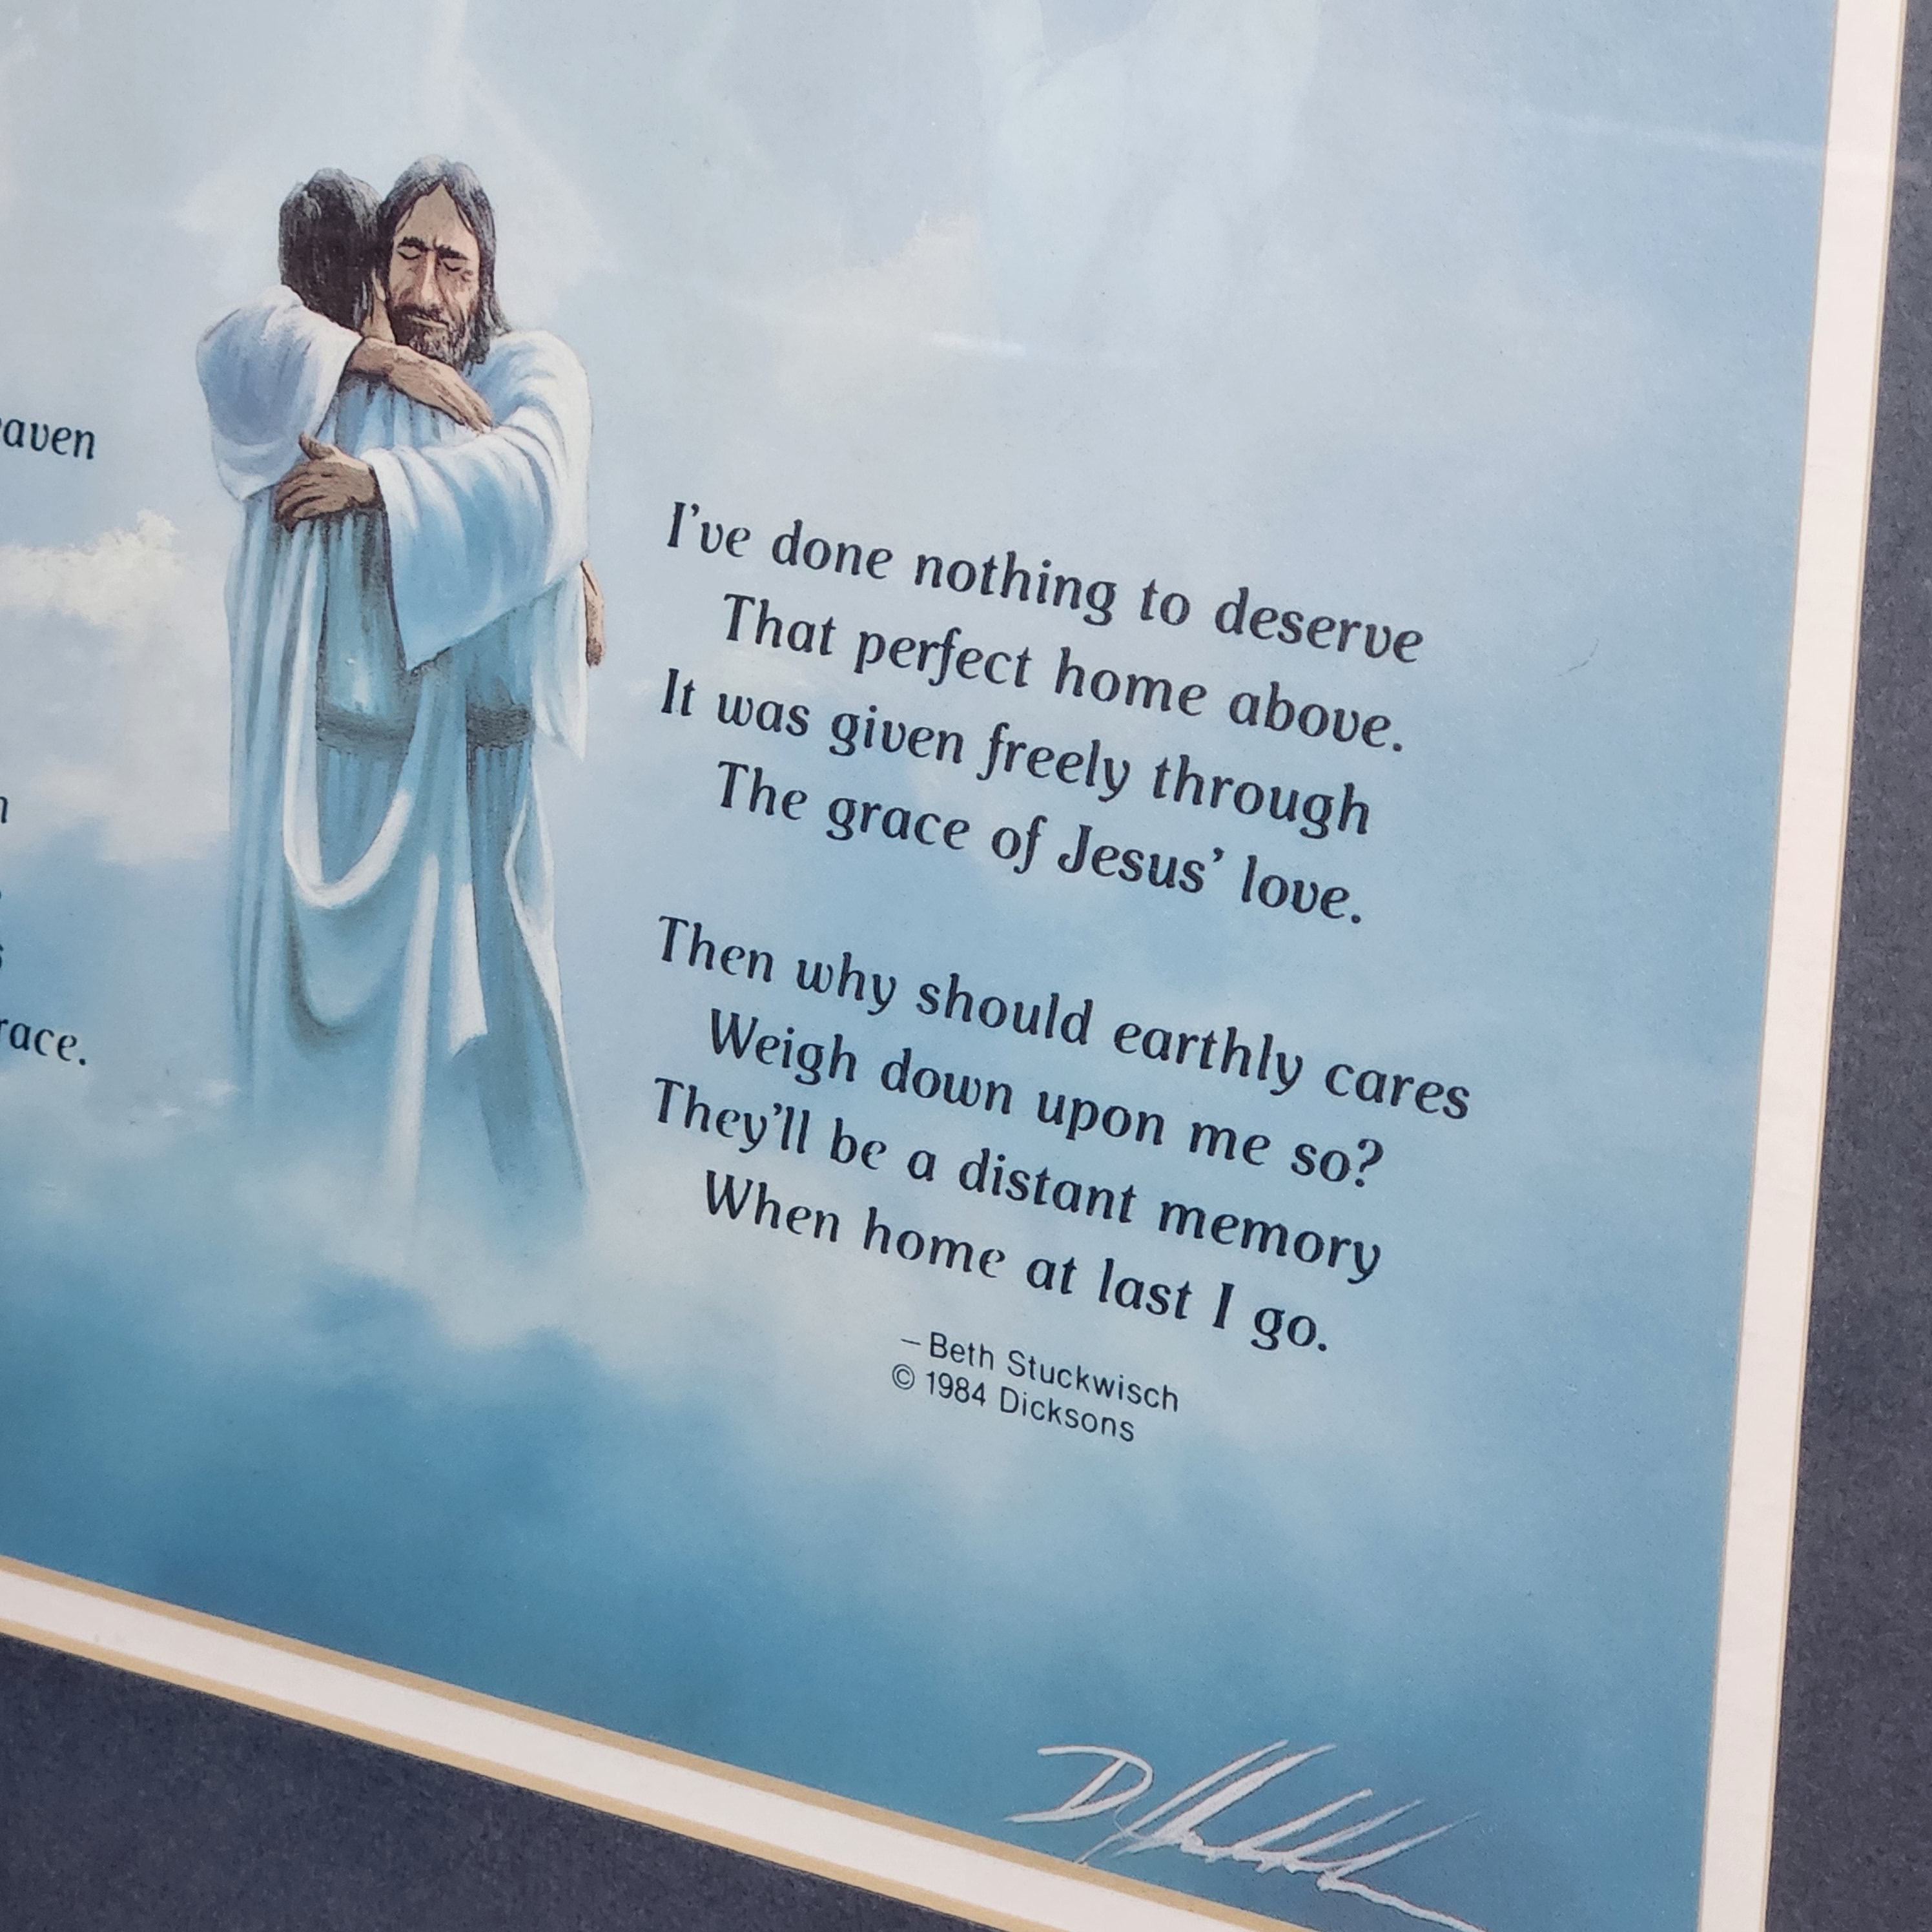 I've done nothing to deserve
That perfect home above.
It was given freely through
The grace of Jesus' love.
Then why should earthly cares
Weigh down upon me so?
They'll be a distant memory
When home at last I go.
– Beth Stuckwisch
© 1984 Dicksons